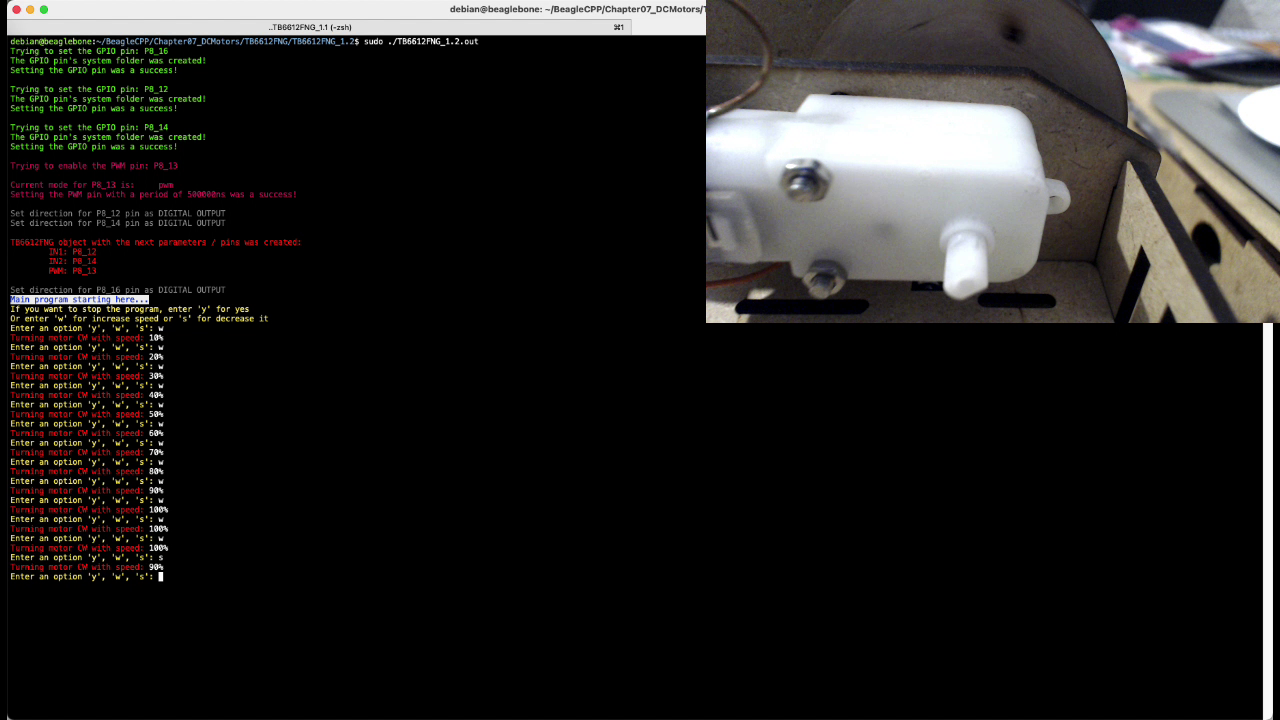 debian@beaglebone: ~/BeagleCPP/Chapter07_DCMotors/
..TB6612FNG_1.1 (-zsh) ⌘1
debian@beaglebone:~/BeagleCPP/Chapter07_DCMotors/TB6612FNG/TB6612FNG_1.2$ sudo ./TB6612FNG_1.2.out
Trying to set the GPIO pin: P8_16
The GPIO pin's system folder was created!
Setting the GPIO pin was a success!
Trying to set the GPIO pin: P8_12
The GPIO pin's system folder was created!
Setting the GPIO pin was a success!
Trying to set the GPIO pin: P8_14
The GPIO pin's system folder was created!
Setting the GPIO pin was a success!
Trying to enable the PWM pin: P8_13
Current mode for P8_13 is: pwm
Setting the PWM pin with a period of 500000ns was a success!
Set direction for P8_12 pin as DIGITAL OUTPUT
Set direction for P8_14 pin as DIGITAL OUTPUT
TB6612FNG object with the next parameters / pins was created:
IN1: P8_12
IN2: P8_14
PWM: P8_13
Set direction for P8_16 pin as DIGITAL OUTPUT
Main program starting here...
If you want to stop the program, enter 'y' for yes
Or enter 'w' for increase speed or 's' for decrease it
Enter an option 'y', 'w', 's': w
Turning motor CW with speed: 10%
Enter an option 'y', 'w', 's': w
Turning motor CW with speed: 20%
Enter an option 'y', 'w', 's': w
Turning motor CW with speed: 30%
Enter an option 'y', 'w', 's': w
Turning motor CW with speed: 40%
Enter an option 'y', 'w', 's': w
Turning motor CW with speed: 50%
Enter an option 'y', 'w', 's': w
Turning motor CW with speed: 60%
Enter an option 'y', 'w', 's': w
Turning motor CW with speed: 70%
Enter an option 'y', 'w', 's': w
Turning motor CW with speed: 80%
Enter an option 'y', 'w', 's': w
Turning motor CW with speed: 90%
Enter an option 'y', 'w', 's': w
Turning motor CW with speed: 100%
Enter an option 'y', 'w', 's': w
Turning motor CW with speed: 100%
Enter an option 'y', 'w', 's': w
Turning motor CW with speed: 100%
Enter an option 'y', 'w', 's': s
Turning motor CW with speed: 90%
Enter an option 'y', 'w', 's':